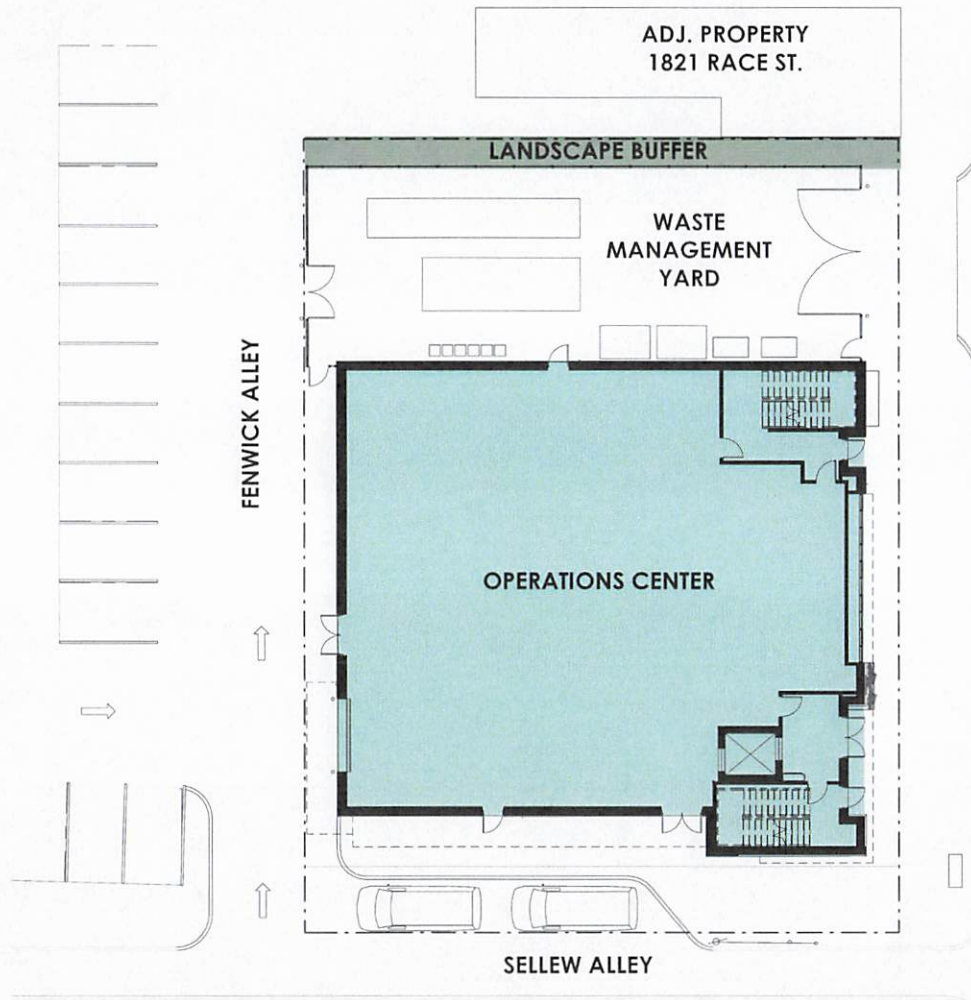 ADJ. PROPERTY
1821 RACE ST.
LANDSCAPE BUFFER
WASTE
MANAGEMENT
YARD
FENWICK ALLEY
OPERATIONS CENTER
SELLEW ALLEY